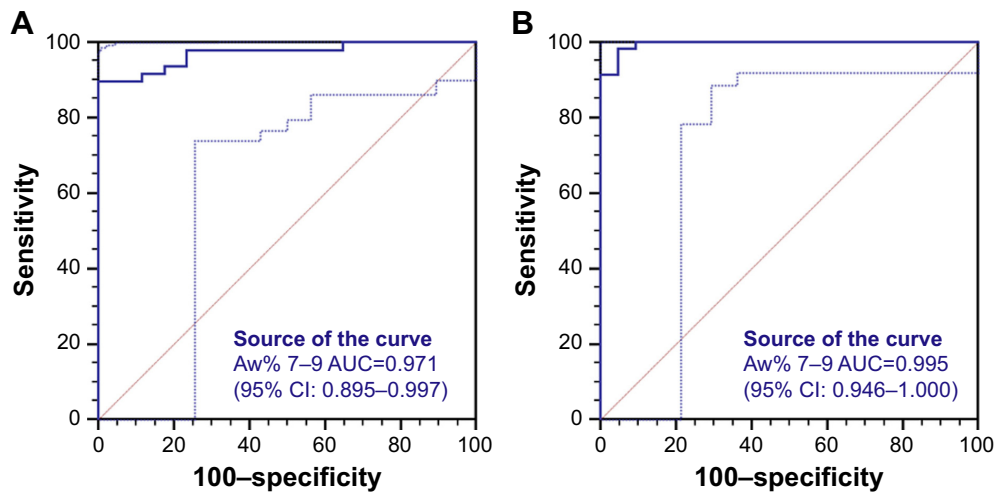 A
Sensitivity
100
80
60
40
20
0
Source of the curve
Aw% 7–9 AUC=0.971
(95% CI: 0.895–0.997)
0 20 40 60 80 100
100–specificity
B
Sensitivity
100
80
60
40
20
0
Source of the curve
Aw% 7–9 AUC=0.995
(95% CI: 0.946–1.000)
0 20 40 60 80 100
100–specificity